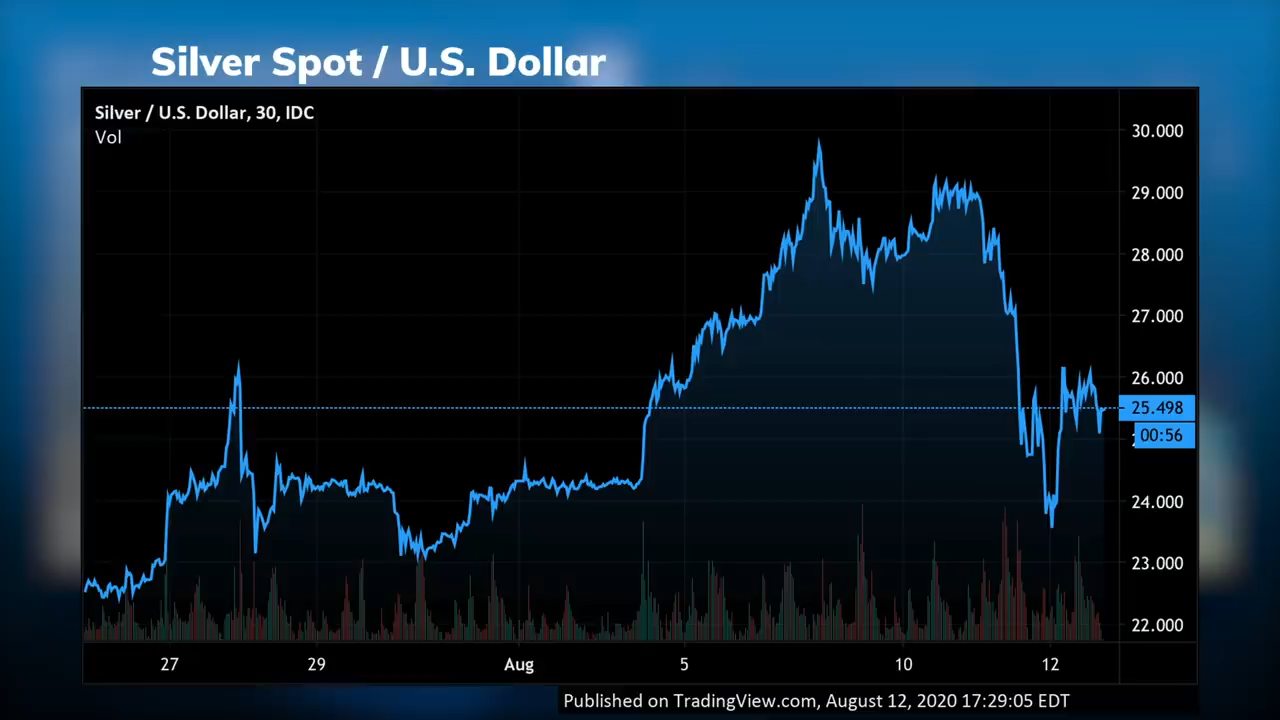 Silver Spot / U.S. Dollar
Silver / U.S. Dollar, 30, IDC
Vol
30.000
29.000
28.000
27.000
26.000
25.498
00:56
24.000
23.000
22.000
27 29 Aug 5 10 12
Published on TradingView.com, August 12, 2020 17:29:05 EDT